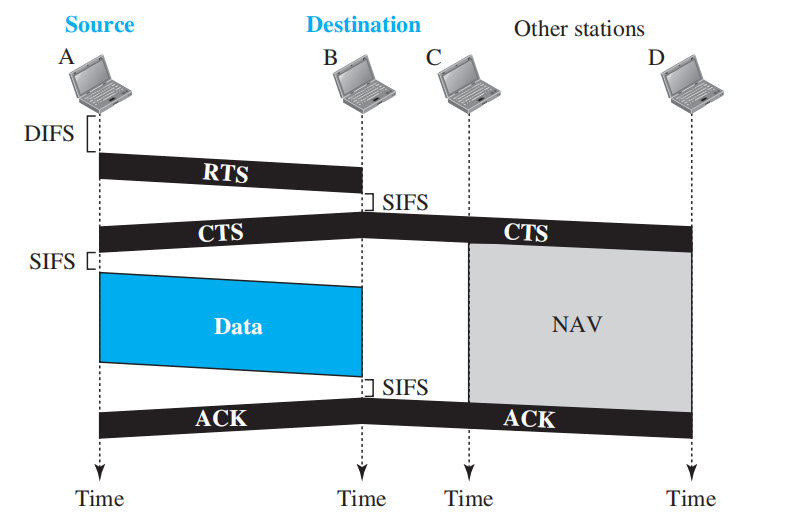 Source
Destination
Other stations
A
B
C
D
DIFS
RTS
SIFS
CTS
CTS
SIFS
Data
NAV
SIFS
ACK
ACK
Time
Time
Time
Time